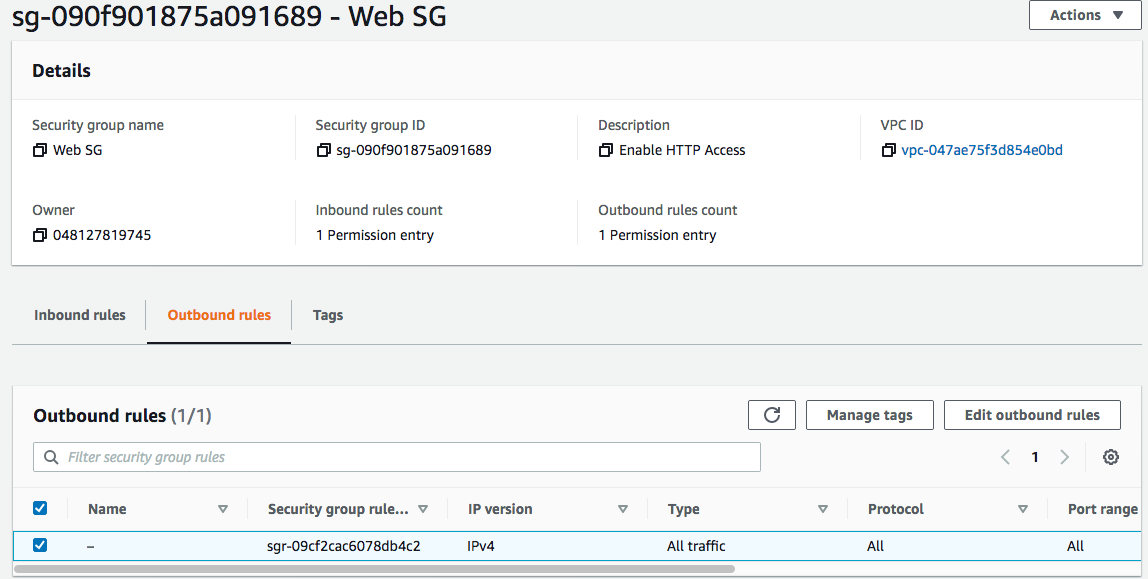 sg-090f901875a091689 - Web SG
Actions
Details
Security group name
Security group ID
Description
VPC ID
Web SG
sg-090f901875a091689
Enable HTTP Access
vpc-047ae75f3d854e0bd
Owner
Inbound rules count
Outbound rules count
048127819745
1 Permission entry
1 Permission entry
Inbound rules
Outbound rules
Tags
Outbound rules (1/1)
Manage tags
Edit outbound rules
Filter security group rules
1
Name
Security group rule...
IP version
Type
Protocol
Port range
–
sgr-09cf2cac6078db4c2
IPv4
All traffic
All
All